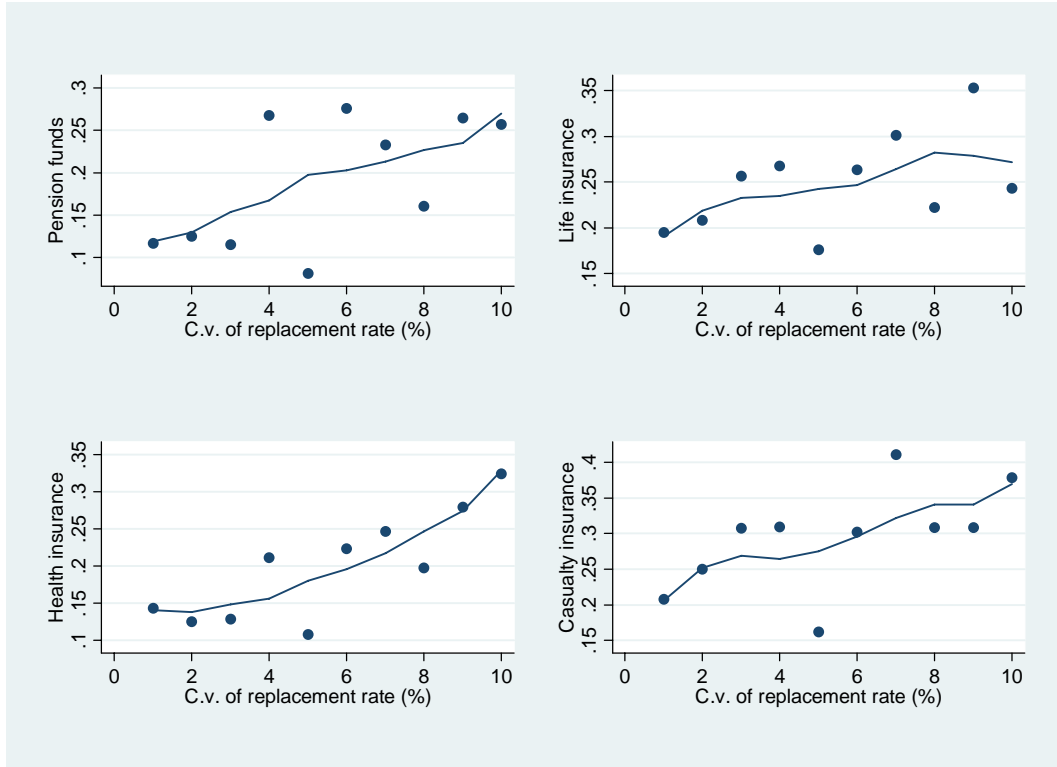 Pension funds
.3
.25
.2
.15
.1
0 2 4 6 8 10
C.v. of replacement rate (%)
Life insurance
.35
.3
.25
.2
.15
0 2 4 6 8 10
C.v. of replacement rate (%)
Health insurance
.35
.3
.25
.2
.15
.1
0 2 4 6 8 10
C.v. of replacement rate (%)
Casualty insurance
.4
.35
.3
.25
.2
.15
0 2 4 6 8 10
C.v. of replacement rate (%)